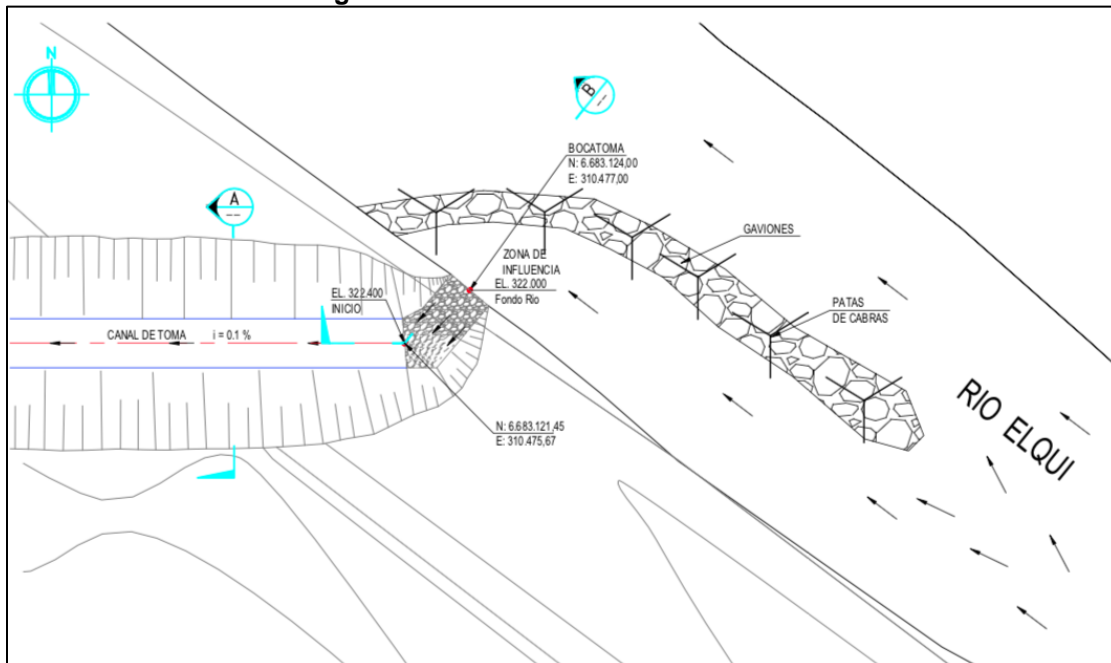 N
B
BOCATOMA
N: 6.683.124,00
E: 310.477,00
A
GAVIONES
ZONA DE
INFLUENCIA
EL. 322.000
Fondo Rio
EL. 322.400
INICIO
PATAS
DE CABRAS
CANAL DE TOMA i = 0.1 %
RIO ELQUI
N: 6.683.121,45
E: 310.475,67